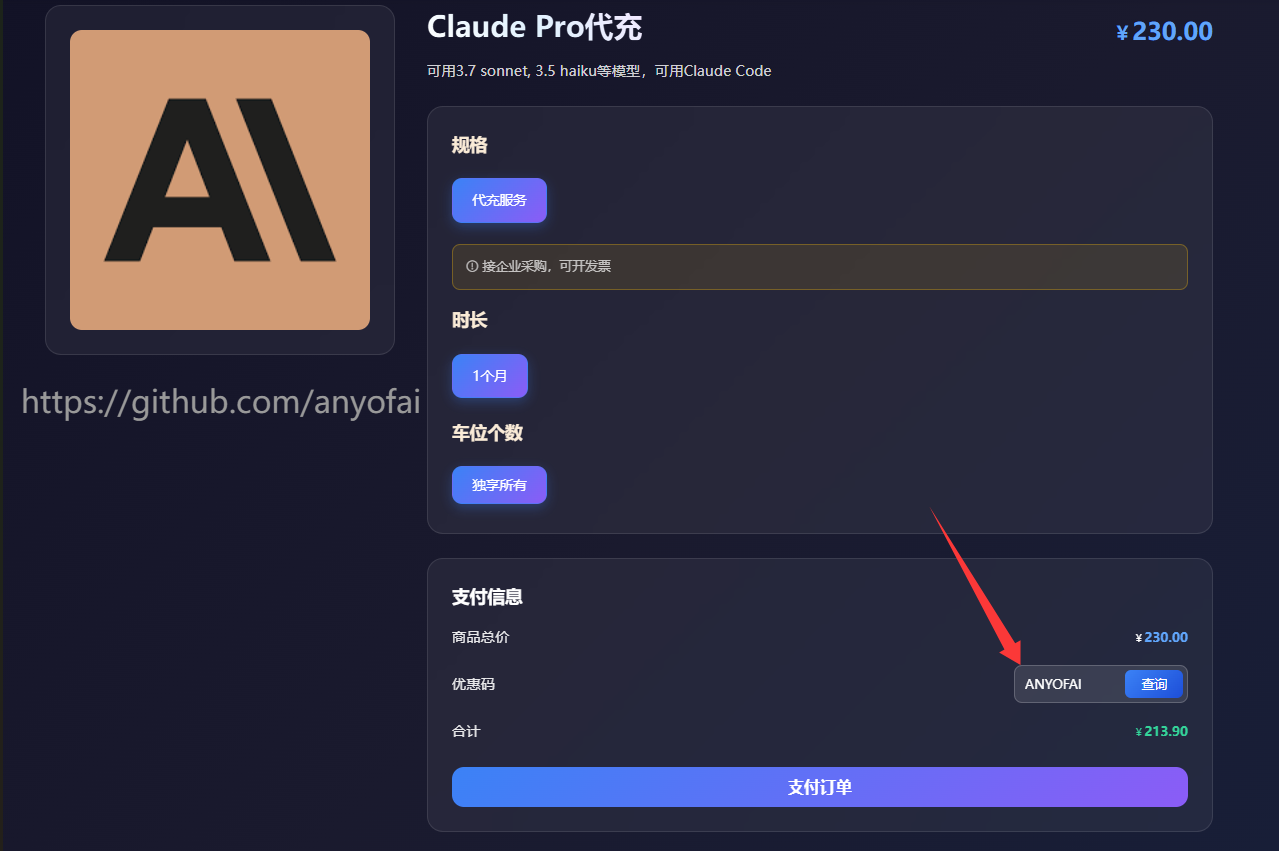 Claude Pro代充
¥230.00
可用3.7 sonnet, 3.5 haiku等模型，可用Claude Code
规格
代充服务
接企业采购，可开发票
时长
1个月
https://github.com/anyofai
车位个数
独享所有
支付信息
商品总价
¥230.00
优惠码
ANYOFAI
查询
合计
¥213.90
支付订单